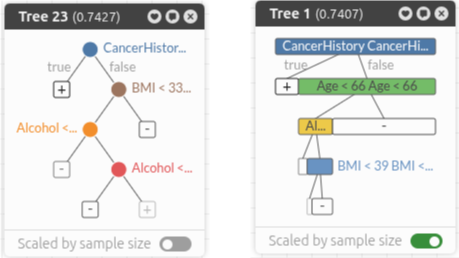 Tree 23 (0.7427)
CancerHistor...
true
false
+
BMI < 33...
Alcohol <...
-
-
Alcohol <...
-
+
Scaled by sample size
Tree 1 (0.7407)
CancerHistory CancerHi...
true
false
+
Age < 66 Age < 66
Al...
-
BMI < 39 BMI <...
-
Scaled by sample size